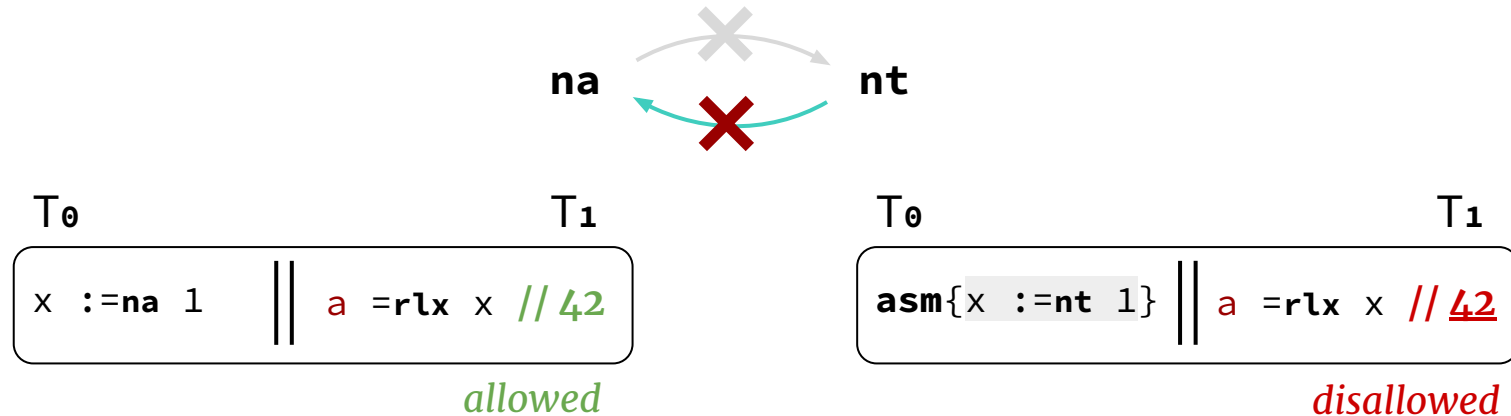 na nt
T0 T1 T0 T1
x :=na 1 || a =rlx x // 42 asm{x :=nt 1} || a =rlx x // 42
allowed disallowed